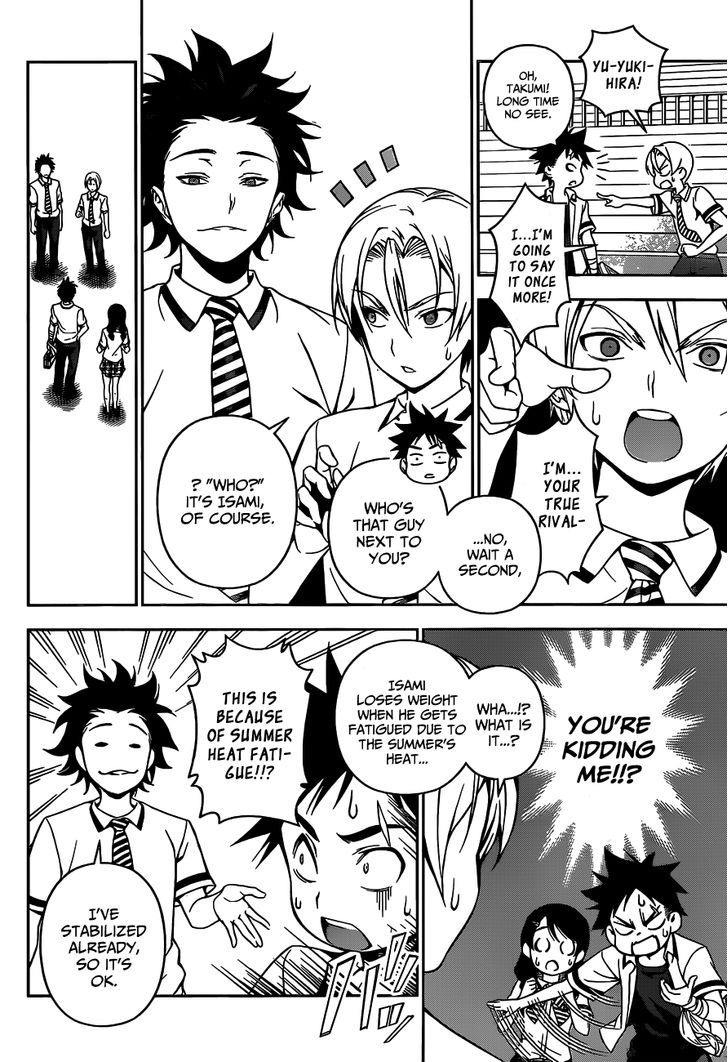 YU-YUKI-
HIRA!
OH,
TAKUMI!
LONG TIME
NO SEE.
I...I'M
GOING
TO SAY
IT ONCE
MORE!
I'M...
YOUR
TRUE
RIVAL-
...NO,
WAIT A
SECOND,
WHO'S
THAT GUY
NEXT TO
YOU?
? "WHO?"
IT'S ISAMI,
OF COURSE.
YOU'RE
KIDDING
ME!!?
WHA...!?
WHAT IS
IT...?
ISAMI
LOSES WEIGHT
WHEN HE GETS
FATIGUED DUE TO
THE SUMMER'S
HEAT...
THIS IS
BECAUSE
OF SUMMER
HEAT FATI-
GUE!!?
I'VE
STABILIZED
ALREADY,
SO IT'S
OK.